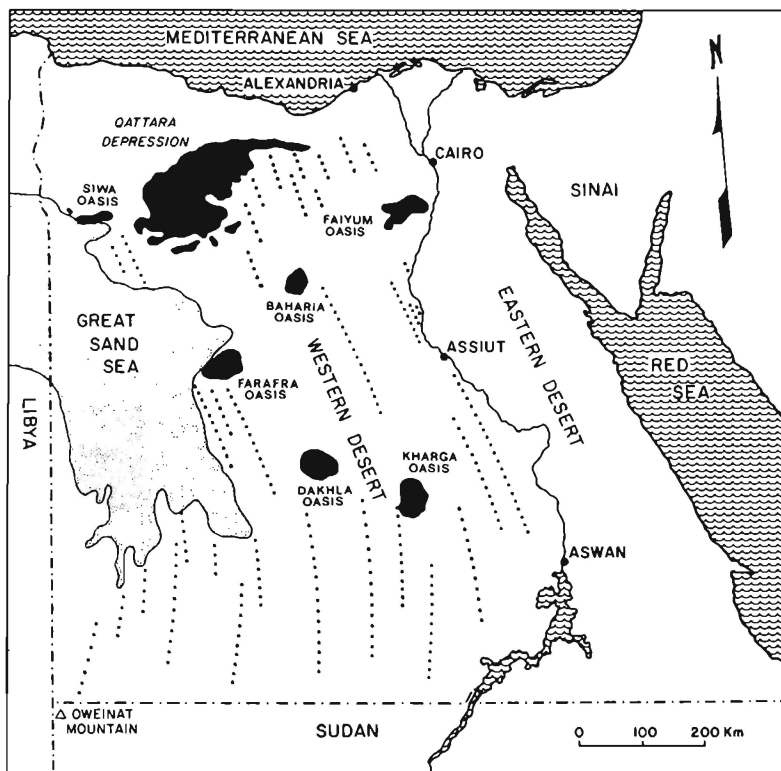 MEDITERRANEAN SEA
N
ALEXANDRIA
QATTARA
DEPRESSION
CAIRO
SIWA
OASIS
SINAI
FAIYUM
OASIS
BAHARIA
OASIS
GREAT
SAND
SEA
EASTERN DESERT
ASSIUT
RED
SEA
FARAFRA
OASIS
WESTERN DESERT
LIBYA
KHARGA
OASIS
DAKHLA
OASIS
ASWAN
OWEINAT
MOUNTAIN
SUDAN
0 100 200 Km